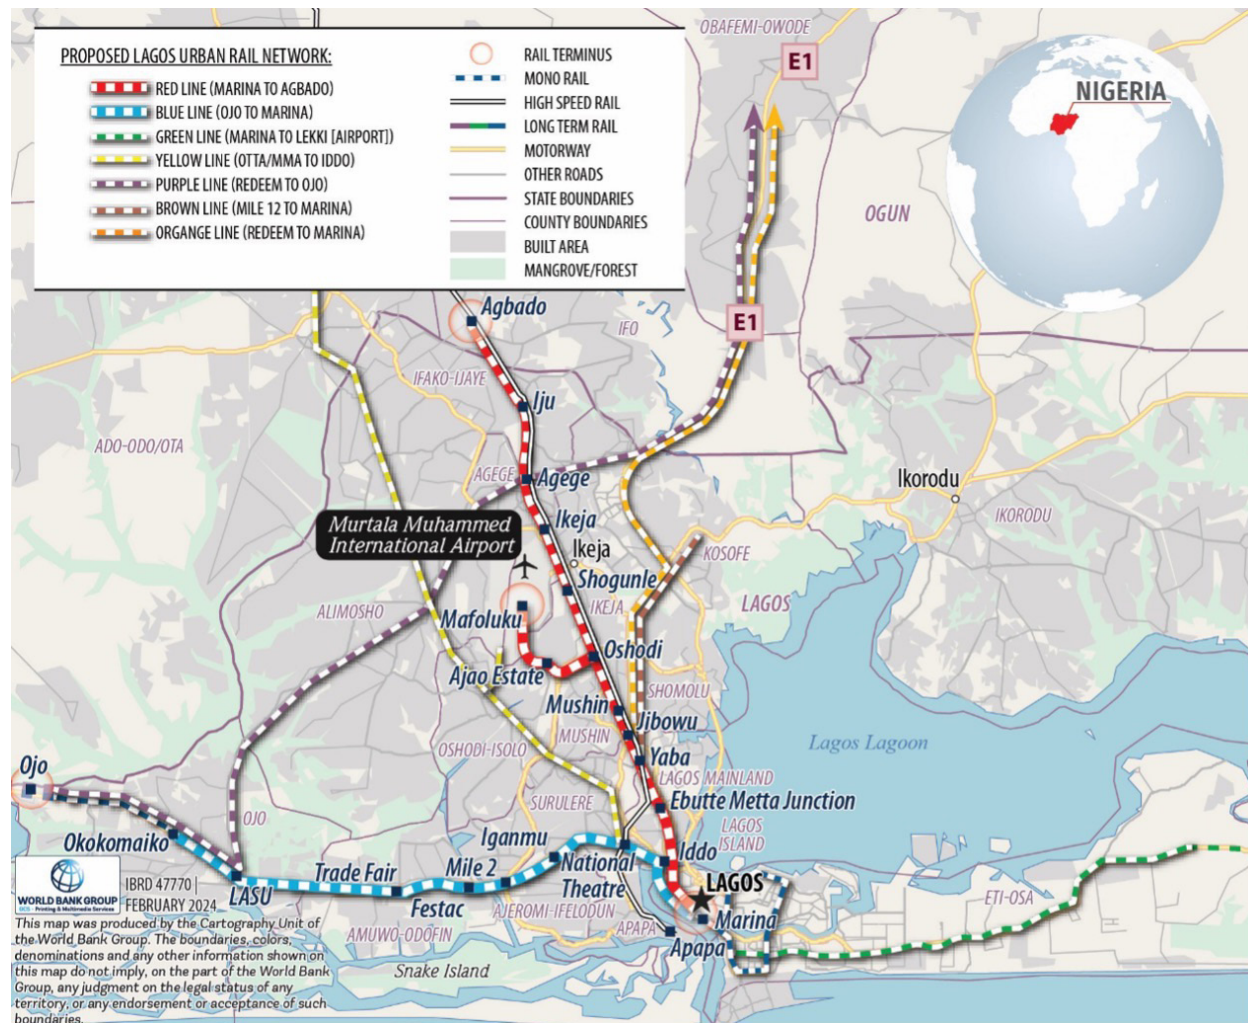 PROPOSED LAGOS URBAN RAIL NETWORK:
RED LINE (MARINA TO AGBADO)
BLUE LINE (OJO TO MARINA)
GREEN LINE (MARINA TO LEKKI [AIRPORT])
YELLOW LINE (OTTA/MMA TO IDDO)
PURPLE LINE (REDEEM TO OJO)
BROWN LINE (MILE 12 TO MARINA)
ORGANGE LINE (REDEEM TO MARINA)
RAIL TERMINUS
MONO RAIL
HIGH SPEED RAIL
LONG TERM RAIL
MOTORWAY
OTHER ROADS
STATE BOUNDARIES
COUNTY BOUNDARIES
BUILT AREA
MANGROVE/FOREST
OBAFEMI-OWODE
E1
NIGERIA
OGUN
E1
Agbado
IFO
IFAKO-IJAYE
Iju
ADO-ODO/OTA
AGEGE
Agege
Ikorodu
IKORODU
Murtala Muhammed
International Airport
Ikeja
Ikeja
KOSOFE
Shogunle
IKEJA
LAGOS
ALIMOSHO
Mafoluku
Oshodi
Ajao Estate
SHOMOLU
Mushin
Jibowu
MUSHIN
OSHODI-ISOLO
Lagos Lagoon
Yaba
LAGOS MAINLAND
Ojo
SURULERE
Ebutte Metta Junction
OJO
LAGOS
ISLAND
Okokomaiko
Iganmu
Iddo
National
Theatre
Trade Fair
Mile 2
LASU
Festac
LAGOS
Marina
ETI-OSA
AJEROMI-IFELODUN
APAPA
Apapa
AMUWO-ODOFIN
Snake Island
WORLD BANK GROUP
GCS - Printing & Multimedia Services
IBRD 47770 |
FEBRUARY 2024
This map was produced by the Cartography Unit of
the World Bank Group. The boundaries, colors,
denominations and any other information shown on
this map do not imply, on the part of the World Bank
Group, any judgment on the legal status of any
territory, or any endorsement or acceptance of such
boundaries.